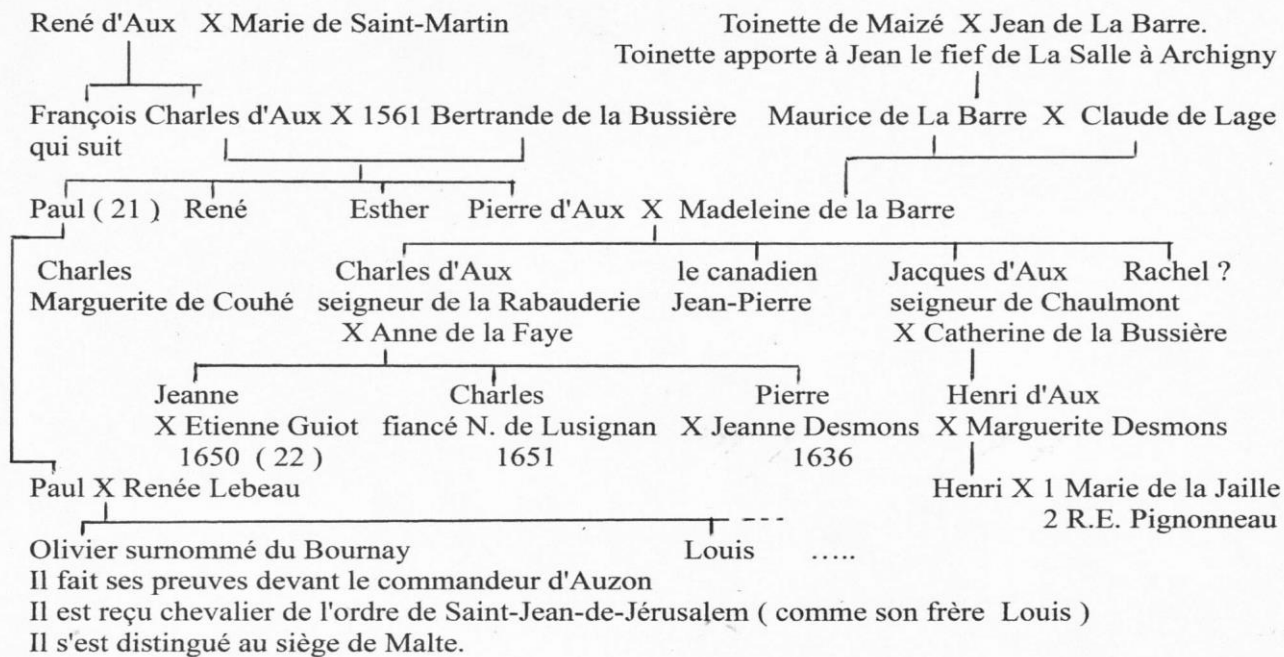 René d'Aux X Marie de Saint-Martin Toinette de Maizé X Jean de La Barre.
Toinette apporte à Jean le fief de La Salle à Archigny
François Charles d'Aux X 1561 Bertrande de la Bussière Maurice de La Barre X Claude de Lage
qui suit
Paul ( 21 ) René Esther Pierre d'Aux X Madeleine de la Barre
Charles Charles d'Aux le canadien Jacques d'Aux Rachel ?
Marguerite de Couhé seigneur de la Rabauderie Jean-Pierre seigneur de Chaulmont
X Anne de la Faye X Catherine de la Bussière
Jeanne Charles Pierre Henri d'Aux
X Etienne Guiot fiancé N. de Lusignan X Jeanne Desmons X Marguerite Desmons
1650 ( 22 ) 1651 1636
Paul X Renée Lebeau Henri X 1 Marie de la Jaille
2 R.E. Pignonneau
Olivier surnommé du Bournay Louis .....
Il fait ses preuves devant le commandeur d'Auzon
Il est reçu chevalier de l'ordre de Saint-Jean-de-Jérusalem ( comme son frère Louis )
Il s'est distingué au siège de Malte.